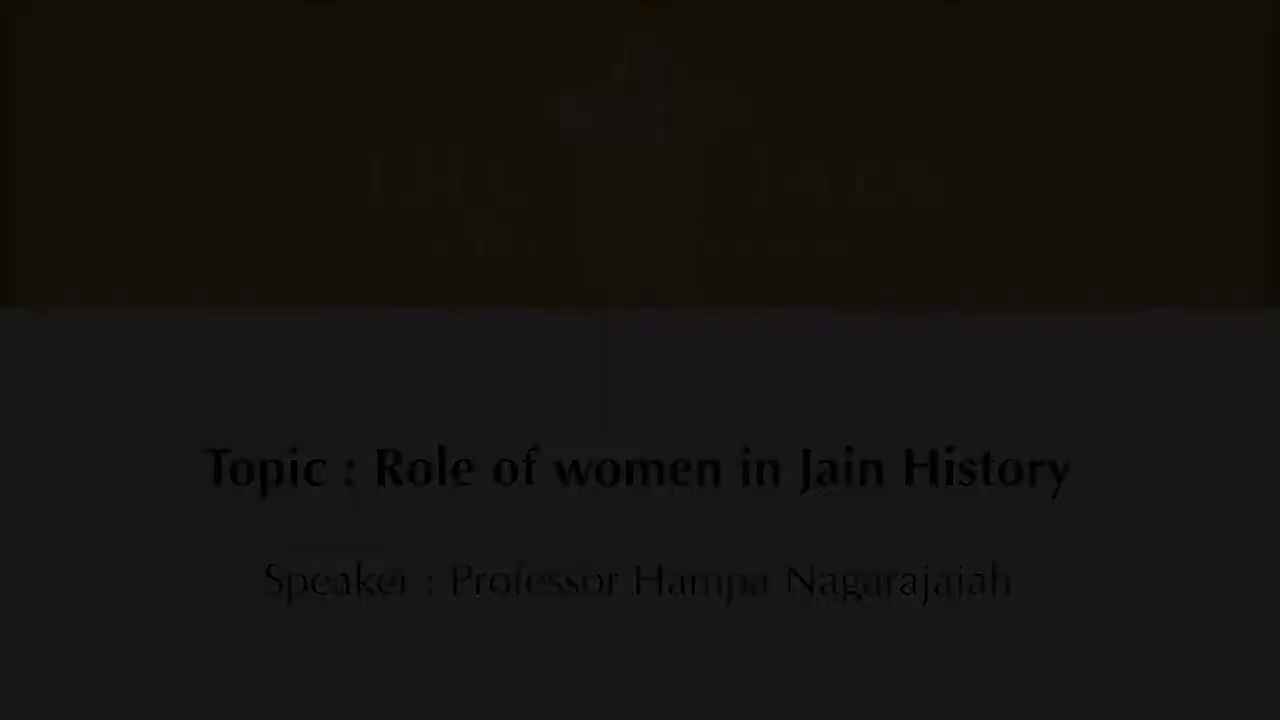 Topic : Role of women in Jain History
Speaker : Professor Hampa Nagarajaiah